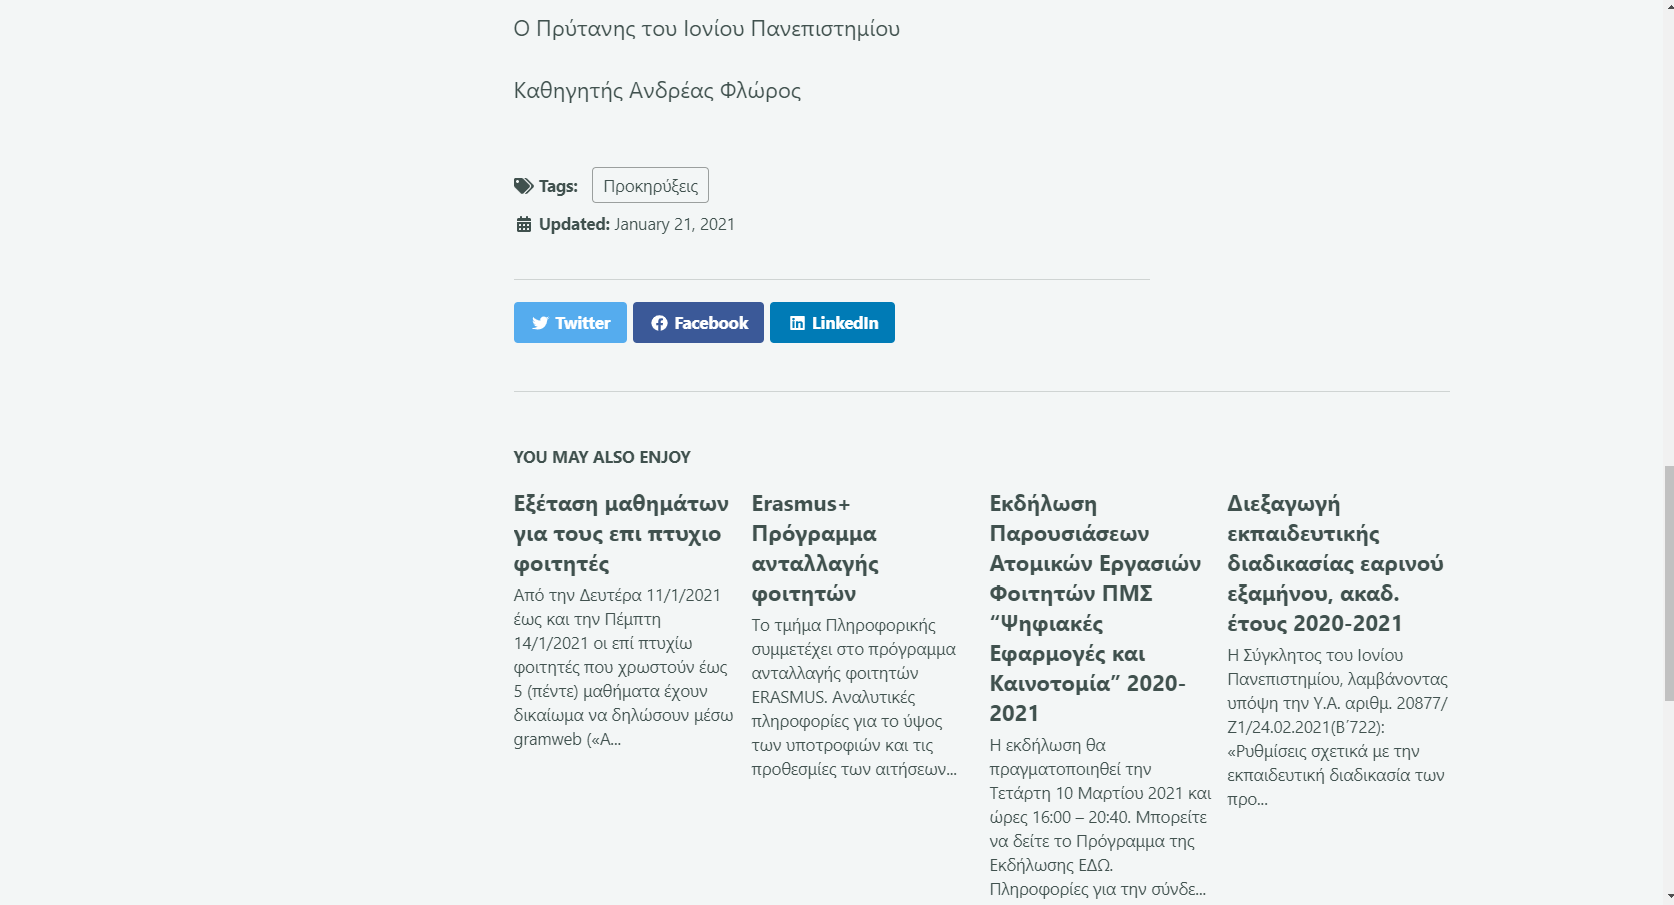 Ο Πρύτανης του Ιονίου Πανεπιστημίου
Καθηγητής Ανδρέας Φλώρος
Tags: Προκηρύξεις
Updated: January 21, 2021
Twitter Facebook LinkedIn
YOU MAY ALSO ENJOY
Εξέταση μαθημάτων
για τους επι πτυχιο
φοιτητές
Από την Δευτέρα 11/1/2021
έως και την Πέμπτη
14/1/2021 οι επί πτυχίω
φοιτητές που χρωστούν έως
5 (πέντε) μαθήματα έχουν
δικαίωμα να δηλώσουν μέσω
gramweb («Α...
Erasmus+
Πρόγραμμα
ανταλλαγής
φοιτητών
Το τμήμα Πληροφορικής
συμμετέχει στο πρόγραμμα
ανταλλαγής φοιτητών
ERASMUS. Αναλυτικές
πληροφορίες για το ύψος
των υποτροφιών και τις
προθεσμίες των αιτήσεων...
Εκδήλωση
Παρουσιάσεων
Ατομικών Εργασιών
Φοιτητών ΠΜΣ
“Ψηφιακές
Εφαρμογές και
Καινοτομία” 2020-
2021
Η εκδήλωση θα
πραγματοποιηθεί την
Τετάρτη 10 Μαρτίου 2021 και
ώρες 16:00 – 20:40. Μπορείτε
να δείτε το Πρόγραμμα της
Εκδήλωσης ΕΔΩ.
Πληροφορίες για την σύνδε...
Διεξαγωγή
εκπαιδευτικής
διαδικασίας εαρινού
εξαμήνου, ακαδ.
έτους 2020-2021
Η Σύγκλητος του Ιονίου
Πανεπιστημίου, λαμβάνοντας
υπόψη την Υ.Α. αριθμ. 20877/
Ζ1/24.02.2021(Β΄722):
«Ρυθμίσεις σχετικά με την
εκπαιδευτική διαδικασία των
προ...